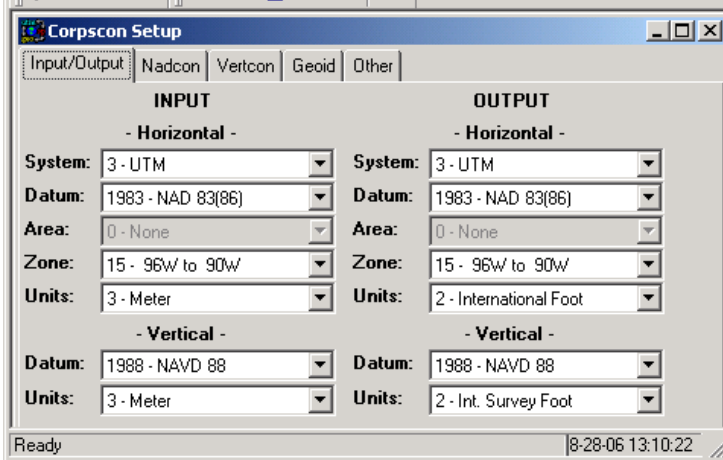 Corpscon Setup
Input/Output Nadcon Vertcon Geoid Other
INPUT OUTPUT
- Horizontal - - Horizontal -
System: 3 - UTM System: 3 - UTM
Datum: 1983 - NAD 83(86) Datum: 1983 - NAD 83(86)
Area: 0 - None Area: 0 - None
Zone: 15 - 96W to 90W Zone: 15 - 96W to 90W
Units: 3 - Meter Units: 2 - International Foot
- Vertical - - Vertical -
Datum: 1988 - NAVD 88 Datum: 1988 - NAVD 88
Units: 3 - Meter Units: 2 - Int. Survey Foot
Ready 8-28-06 13:10:22